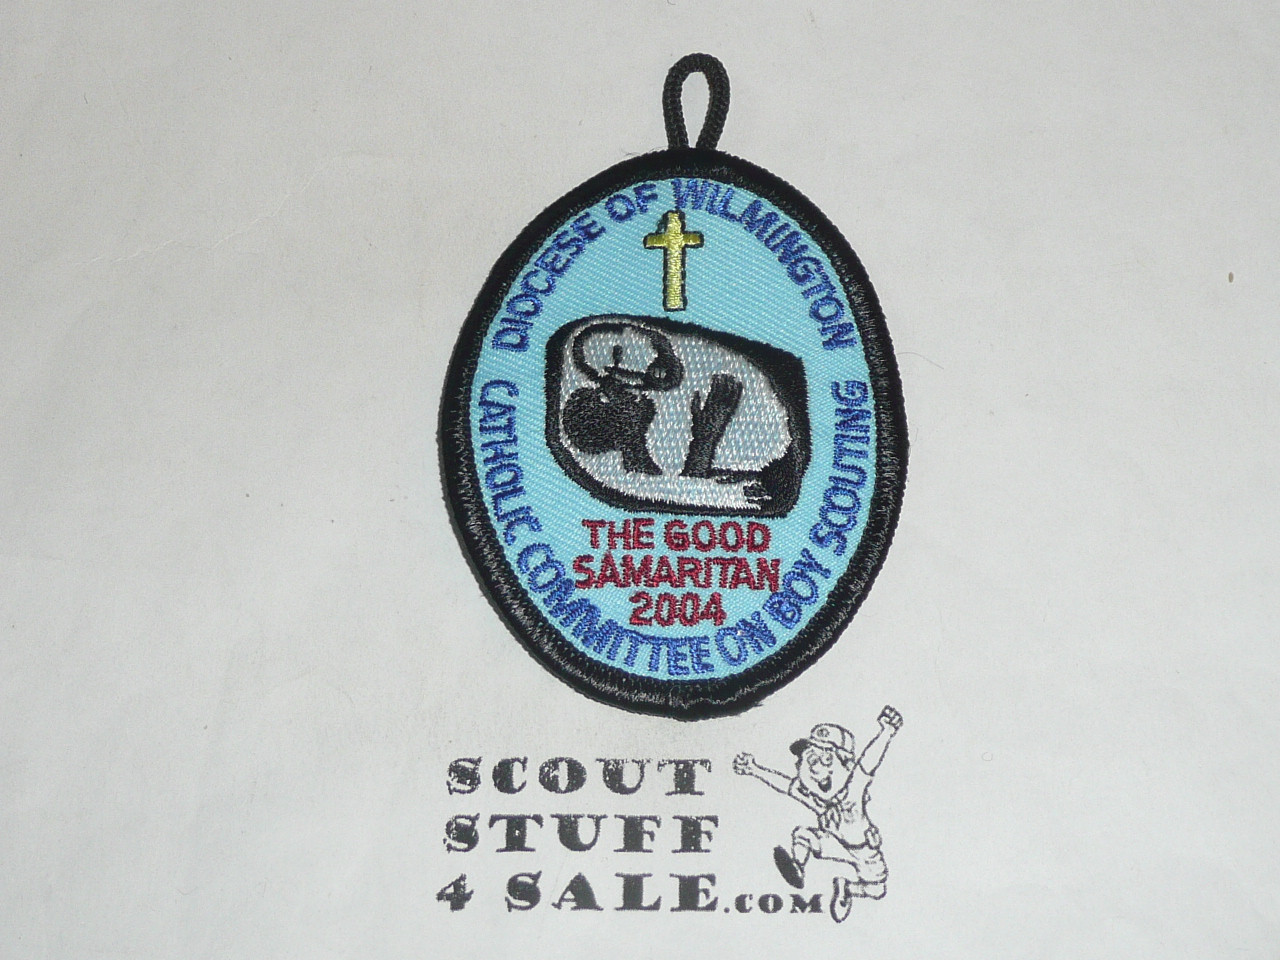 DIOCESE OF WILMINGTON
THE GOOD
SAMARITAN
2004
CATHOLIC COMMITTEE ON BOY SCOUTING
SCOUT
STUFF
4 SALE.COM